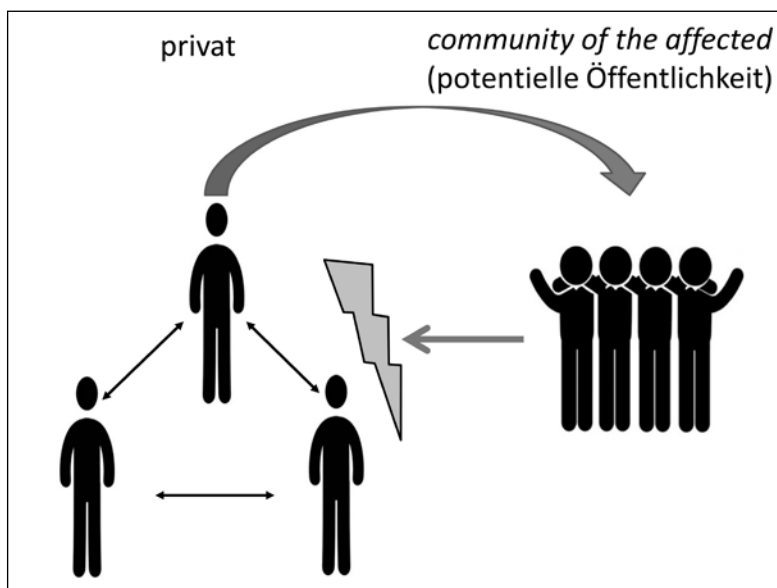 privat
community of the affected
(potentielle Öffentlichkeit)